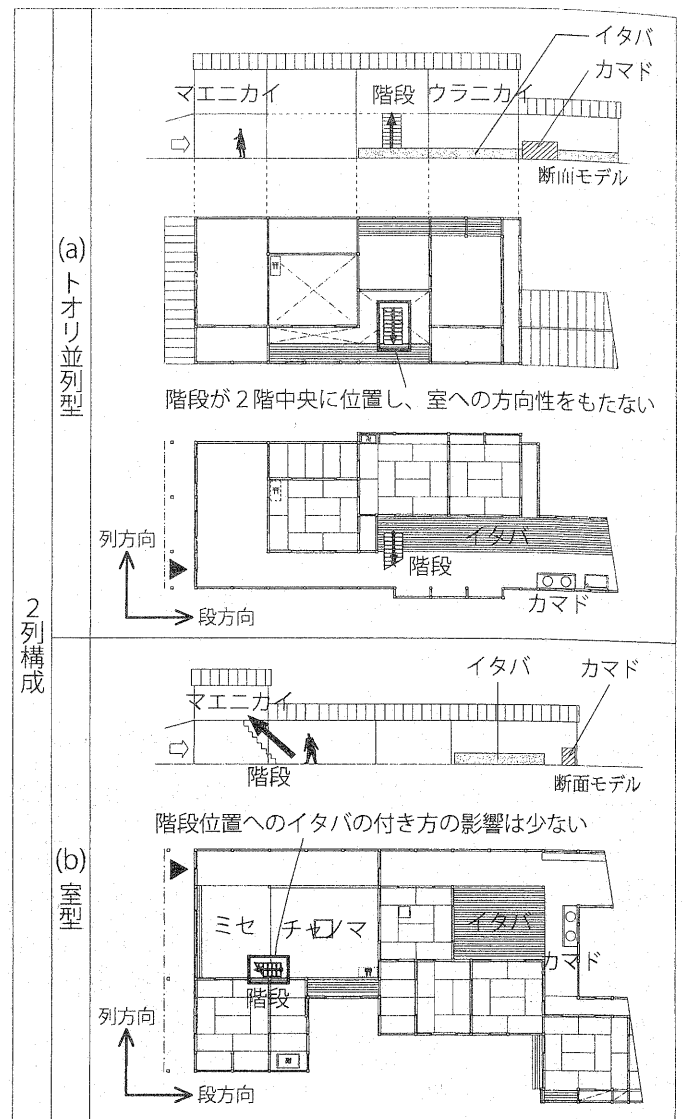 2列構成
(a)トオリ並列型
イタバ
カマド
マエニカイ
階段
ウラニカイ
断面モデル
階段が2階中央に位置し、室への方向性をもたない
イタバ
階段
カマド
列方向
段方向
(b)室型
イタバ
カマド
マエニカイ
階段
断面モデル
階段位置へのイタバの付き方の影響は少ない
ミセ
チャノマ
イタバ
カマド
階段
列方向
段方向